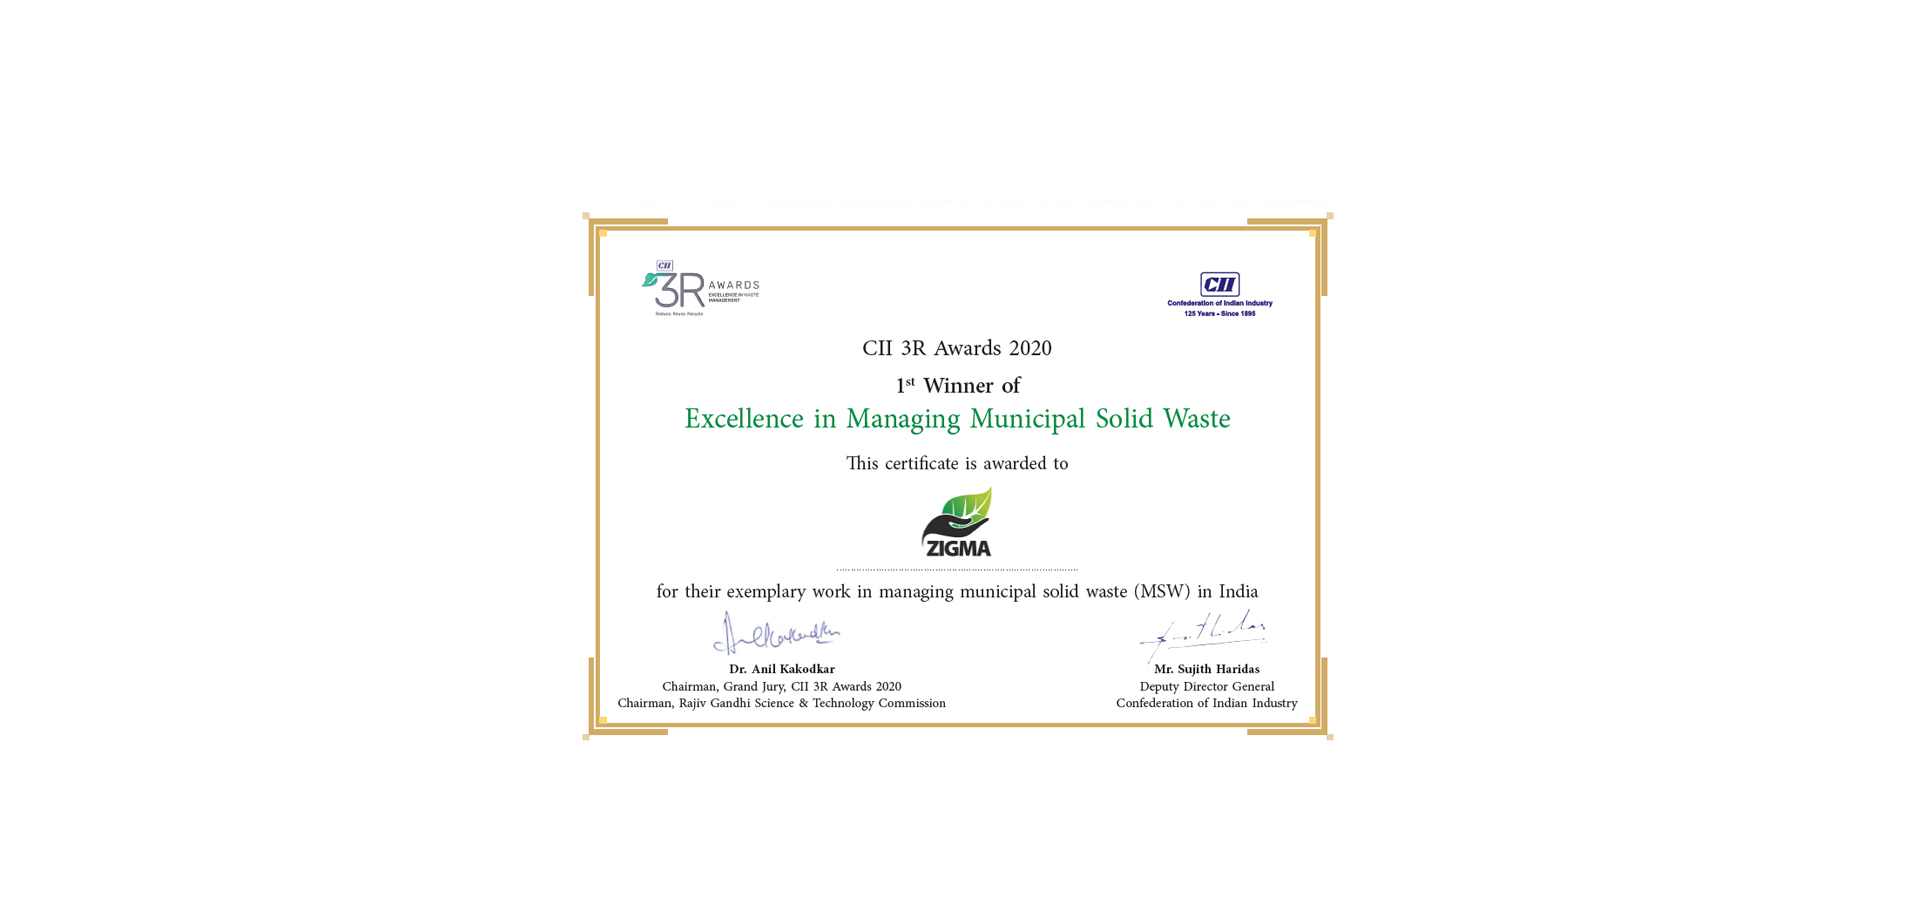 CII
3R AWARDS
EXCELLENCE IN WASTE
MANAGEMENT
Reduce, Reuse, Recycle
CII
Confederation of Indian Industry
125 Years - Since 1895
CII 3R Awards 2020
1st Winner of
Excellence in Managing Municipal Solid Waste
This certificate is awarded to
ZIGMA
for their exemplary work in managing municipal solid waste (MSW) in India
Dr. Anil Kakodkar
Chairman, Grand Jury, CII 3R Awards 2020
Chairman, Rajiv Gandhi Science & Technology Commission
Mr. Sujith Haridas
Deputy Director General
Confederation of Indian Industry